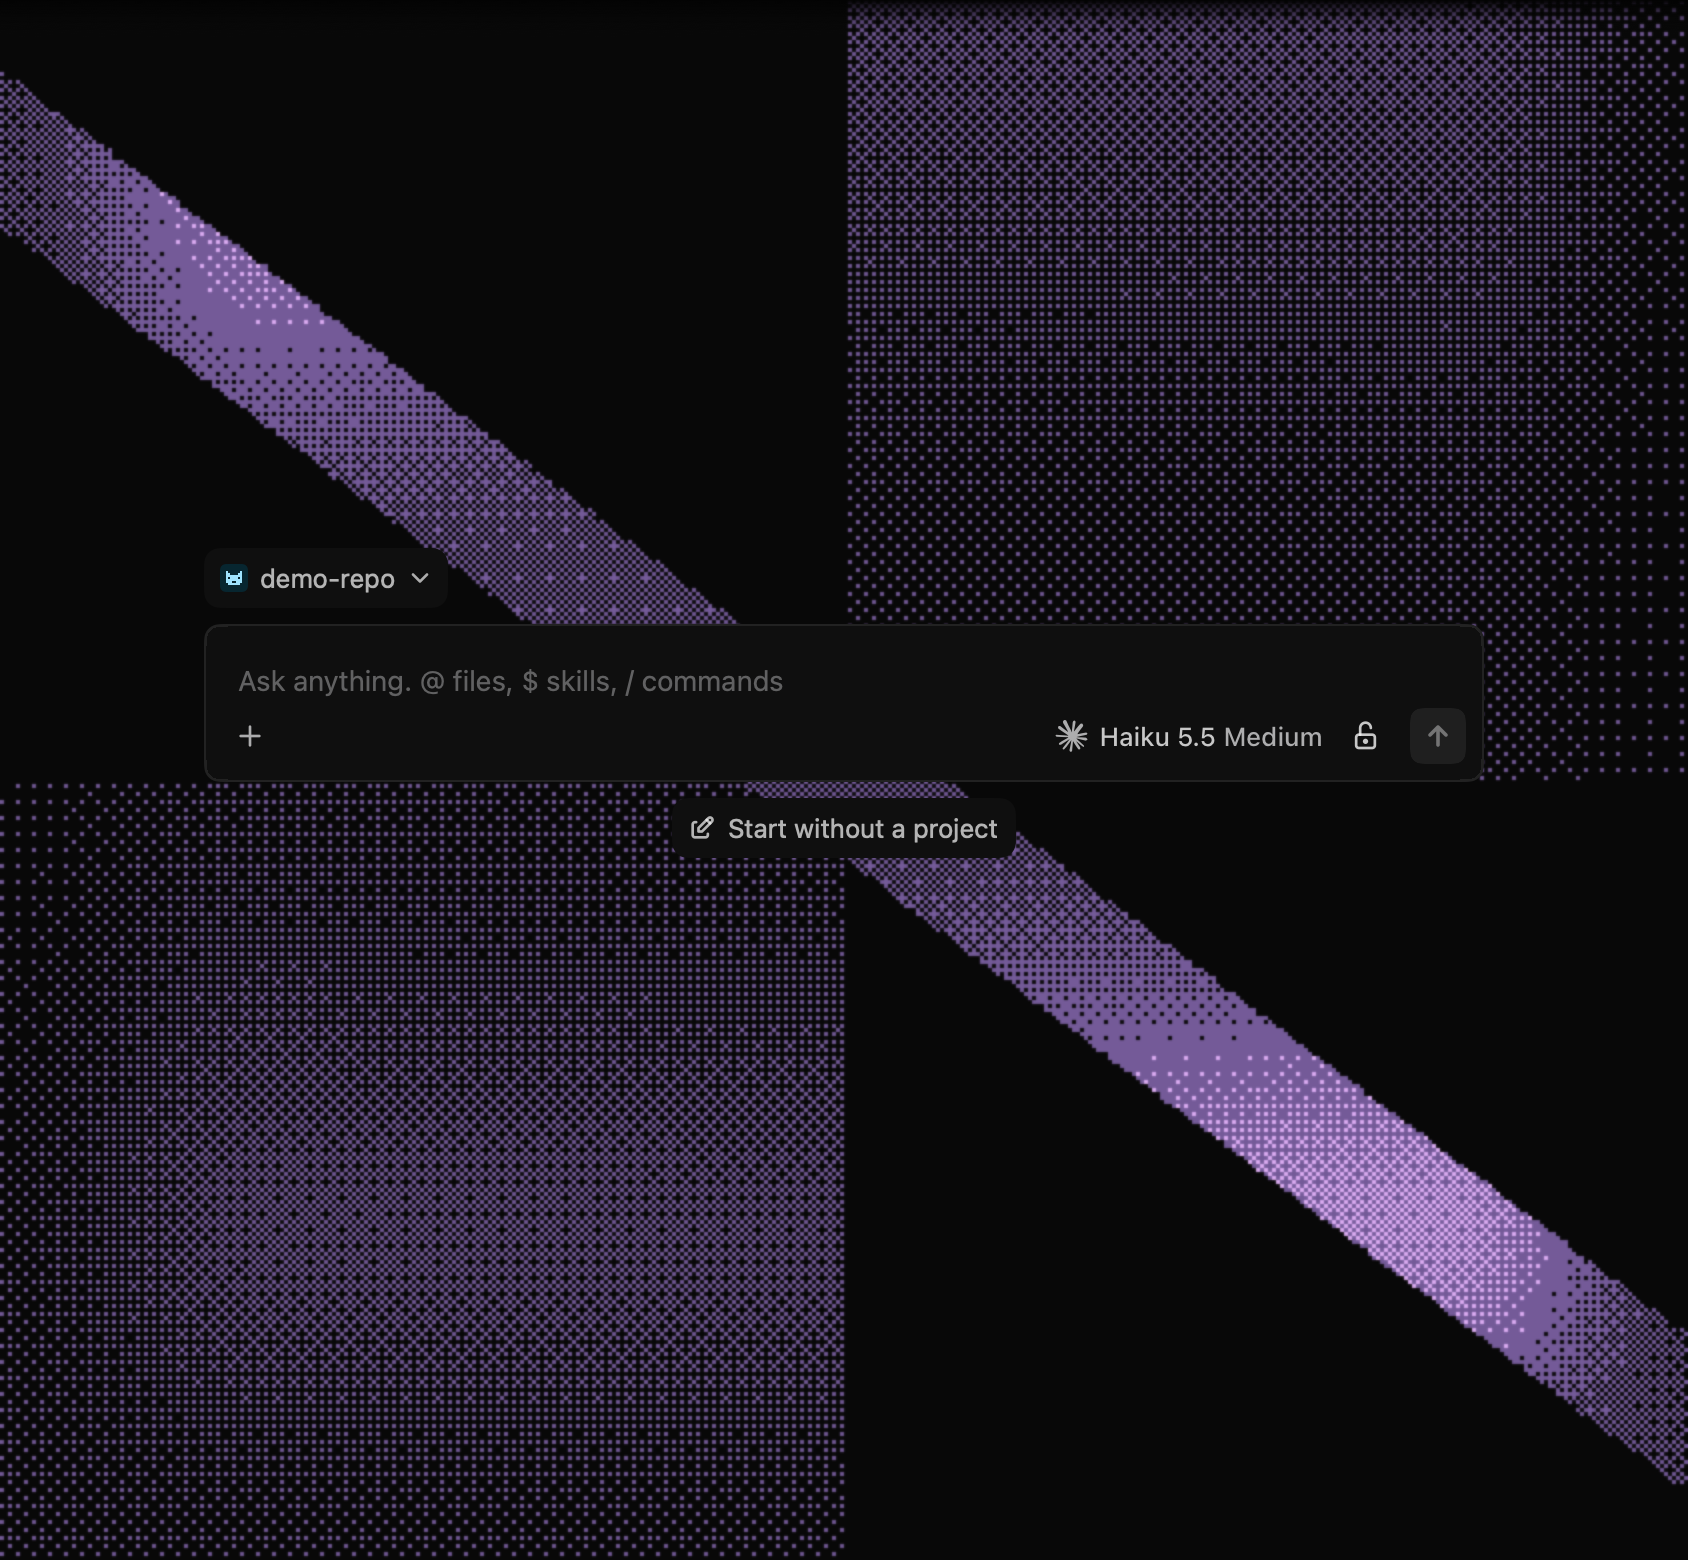 demo-repo
Ask anything. @ files, $ skills, / commands
Haiku 5.5 Medium
Start without a project